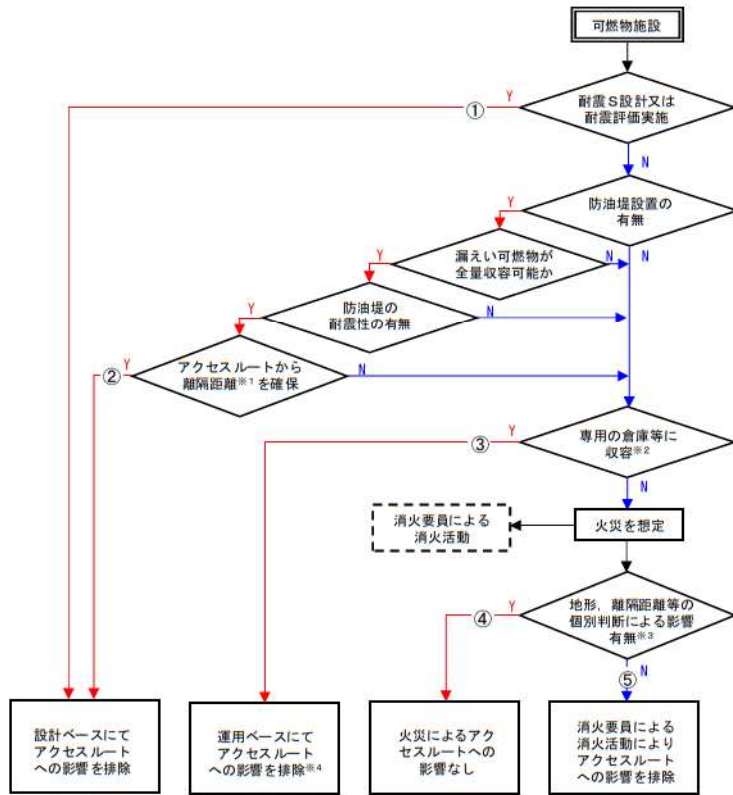 可燃物施設
Y
①
耐震S設計又は
耐震評価実施
N
防油堤設置の
有無
Y
N
漏えい可燃物が
全量収容可能か
Y
N
防油堤の
耐震性の有無
Y
N
アクセスルートから
離隔距離※1を確保
Y
②
N
専用の倉庫等に
収容※2
Y
③
N
火災を想定
消火要員による
消火活動
地形，離隔距離等の
個別判断による影響
有無※3
Y
④
N
⑤
設計ベースにて
アクセスルート
への影響を排除
運用ベースにて
アクセスルート
への影響を排除※4
火災によるアク
セスルートへの
影響なし
消火要員による
消火活動により
アクセスルート
への影響を排除